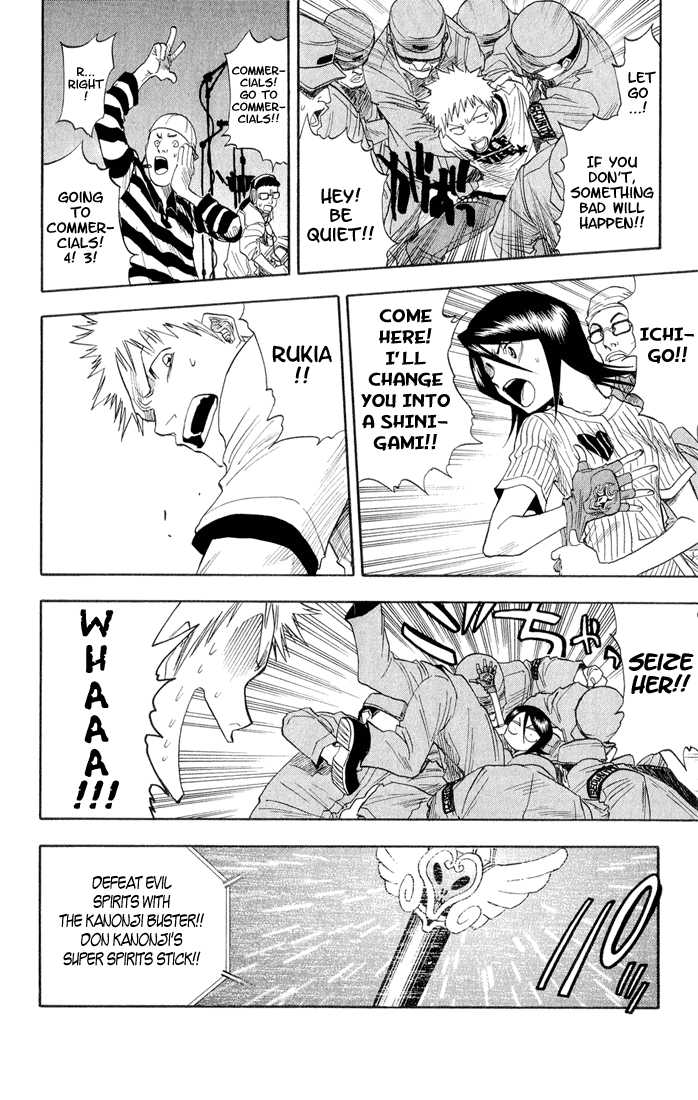 LET
GO
...!
IF YOU
DON'T,
SOMETHING
BAD WILL
HAPPEN!!
HEY!
BE
QUIET!!
COMMER-
CIALS!
GO TO
COMMER-
CIALS!!
R...
RIGHT
!
GOING
TO
COMMER-
CIALS!
4! 3!
ICHI-
GO!!
COME
HERE!
I'LL
CHANGE
YOU INTO
A SHINI-
GAMI!!
RUKIA
!!
SEIZE
HER!!
WHAAA!!!
DEFEAT EVIL
SPIRITS WITH
THE KANONJI BUSTER!!
DON KANONJI'S
SUPER SPIRITS STICK!!